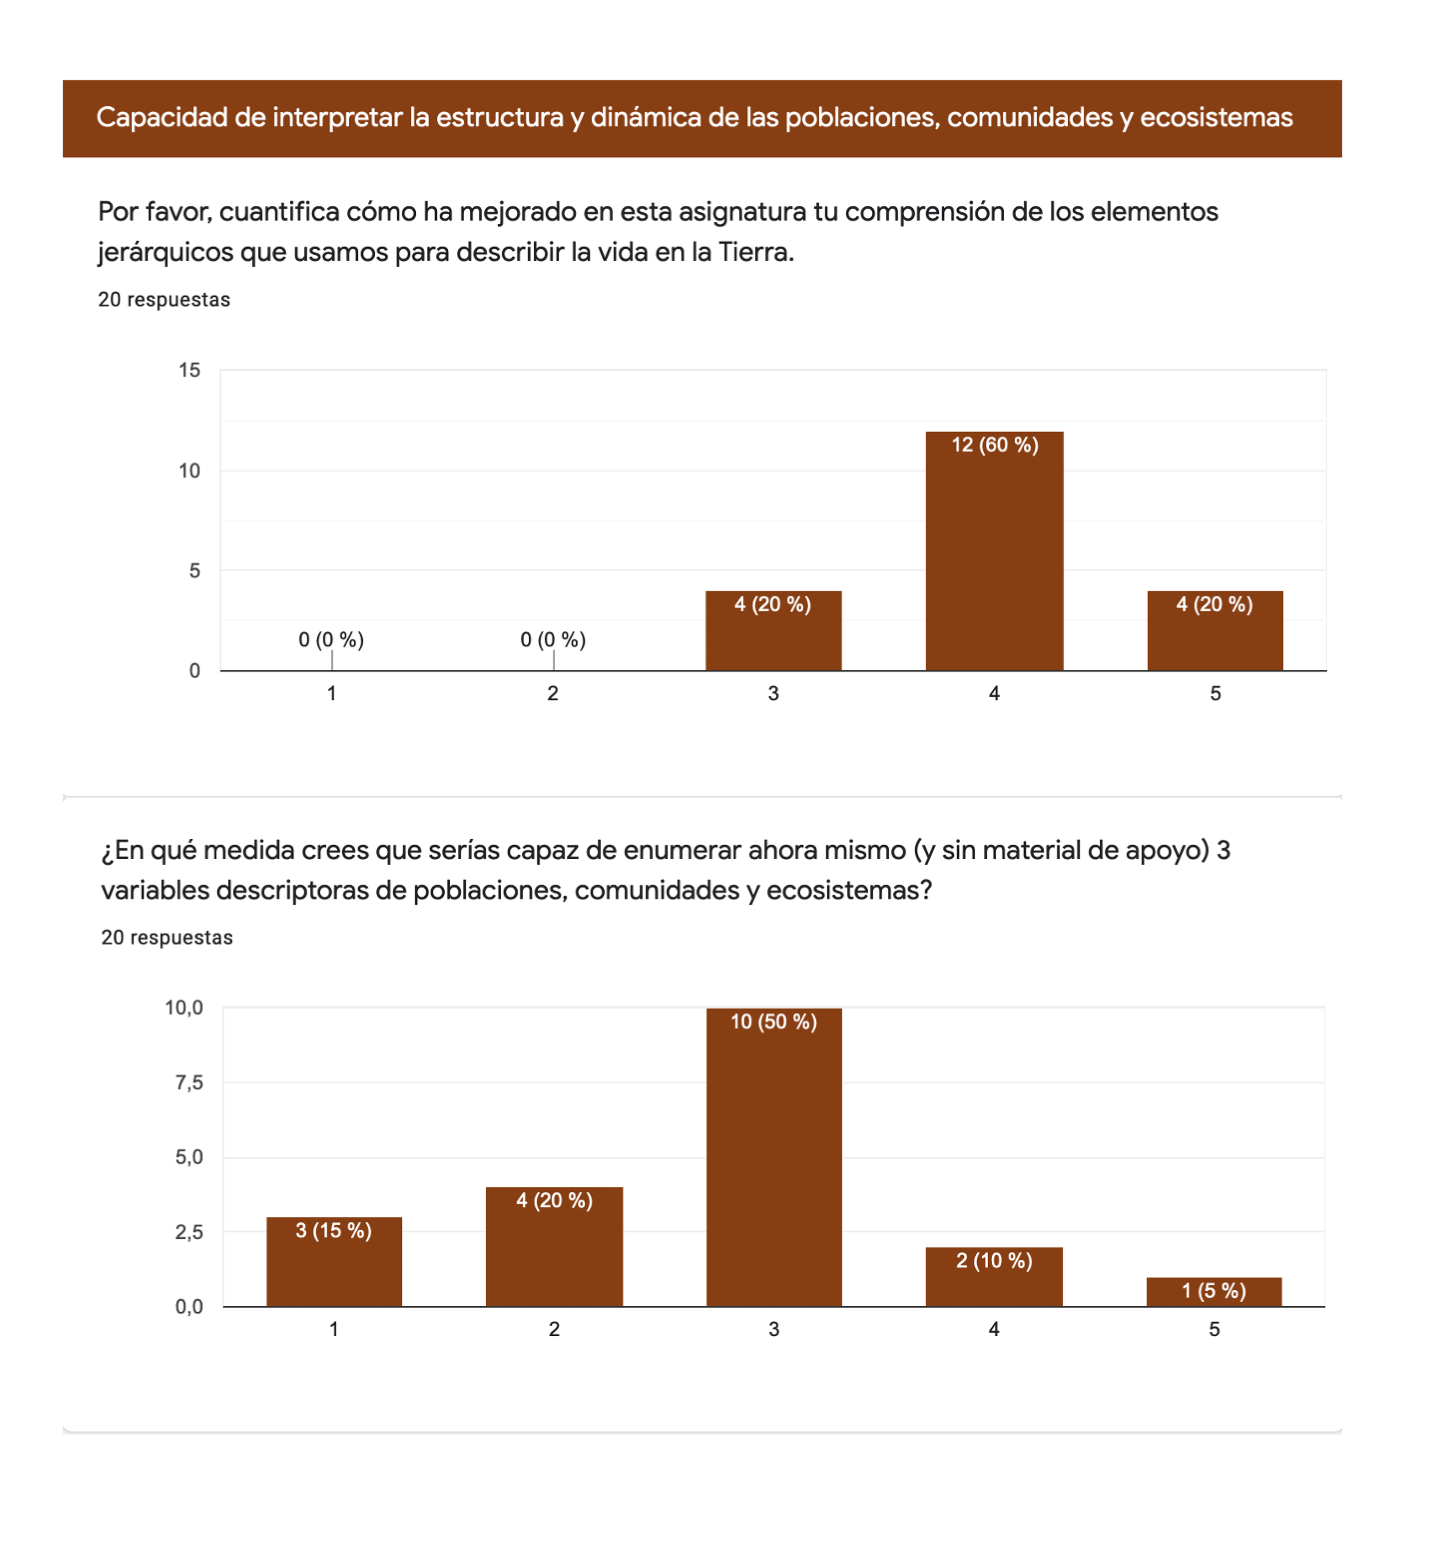 Capacidad de interpretar la estructura y dinámica de las poblaciones, comunidades y ecosistemas
Por favor, cuantifica cómo ha mejorado en esta asignatura tu comprensión de los elementos
jerárquicos que usamos para describir la vida en la Tierra.
20 respuestas
15
10
5
0
0 (0 %)
0 (0 %)
4 (20 %)
12 (60 %)
4 (20 %)
1
2
3
4
5
¿En qué medida crees que serías capaz de enumerar ahora mismo (y sin material de apoyo) 3
variables descriptoras de poblaciones, comunidades y ecosistemas?
20 respuestas
10,0
7,5
5,0
2,5
0,0
3 (15 %)
4 (20 %)
10 (50 %)
2 (10 %)
1 (5 %)
1
2
3
4
5